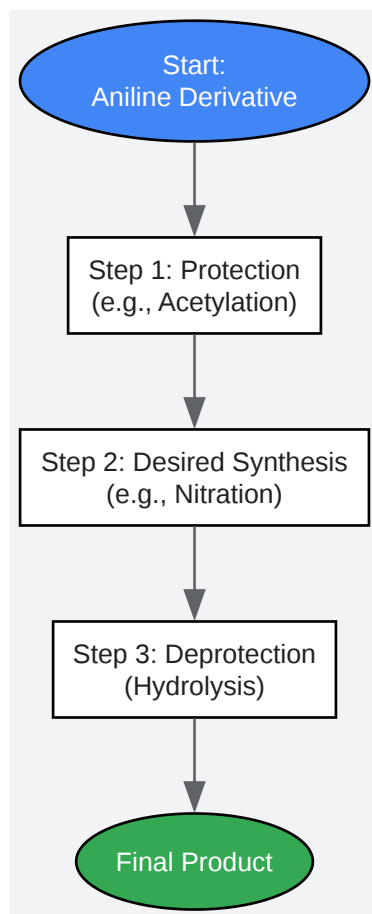 Start:
Aniline Derivative
Step 1: Protection
(e.g., Acetylation)
Step 2: Desired Synthesis
(e.g., Nitration)
Step 3: Deprotection
(Hydrolysis)
Final Product